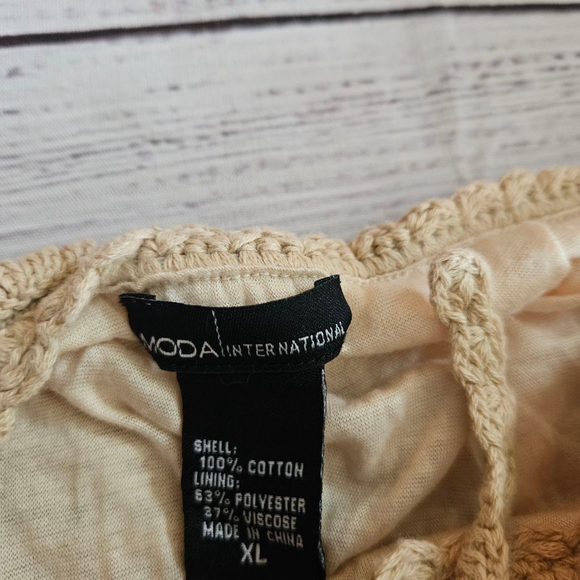 MODA INTERNATIONAL
SHELL:
100% COTTON
LINING:
63% POLYESTER
37% VISCOSE
MADE IN CHINA
XL